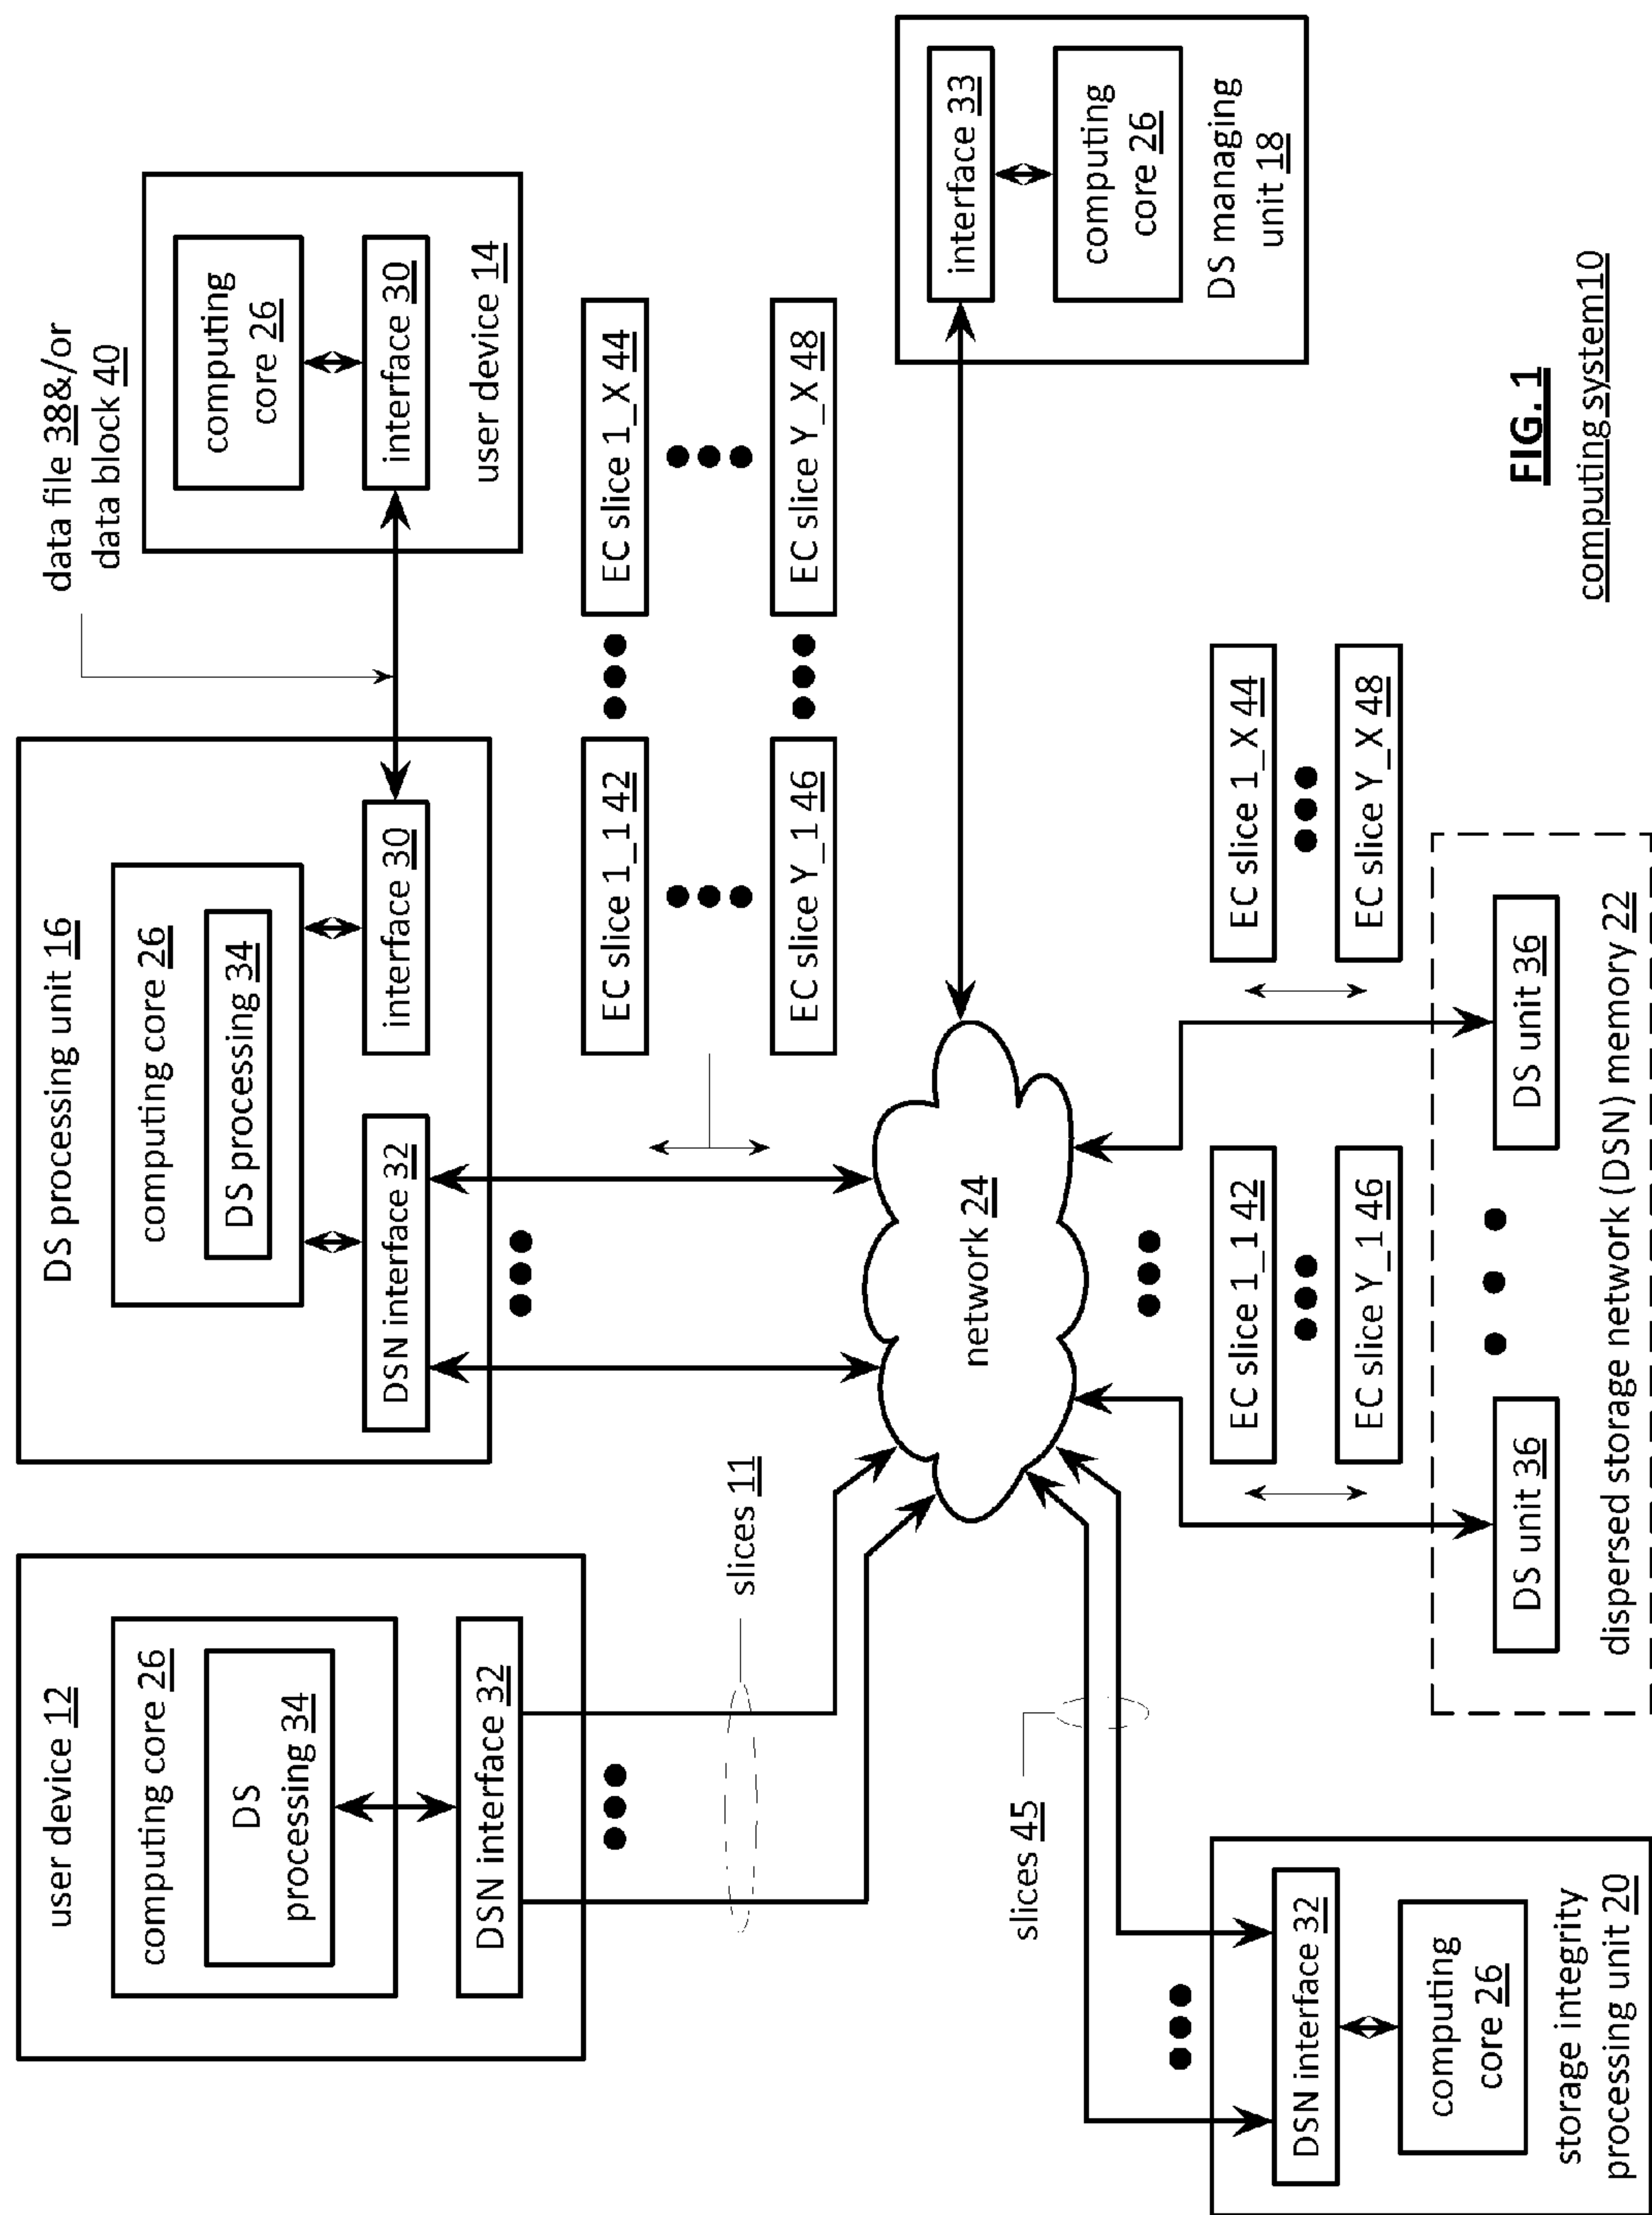 user device 12
computing core 26
DS
processing 34
DSN interface 32
slices 11
DS processing unit 16
computing core 26
DS processing 34
DSN interface 32
interface 30
data file 38&/or
data block 40
computing
core 26
interface 30
user device 14
EC slice 1_1 42
EC slice 1_X 44
EC slice Y_1 46
EC slice Y_X 48
network 24
interface 33
computing
core 26
DS managing
unit 18
slices 45
DSN interface 32
computing
core 26
storage integrity
processing unit 20
EC slice 1_1 42
EC slice Y_1 46
EC slice 1_X 44
EC slice Y_X 48
DS unit 36
DS unit 36
dispersed storage network (DSN) memory 22
FIG. 1
computing system10